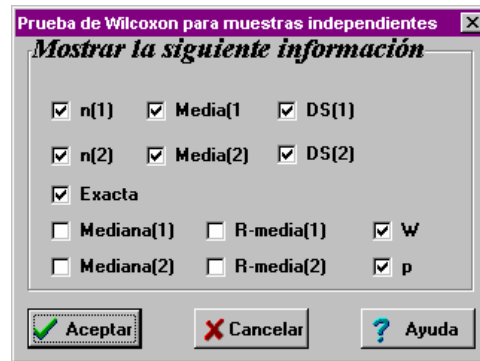 Prueba de Wilcoxon para muestras independientes
Mostrar la siguiente información
n(1) Media(1 DS(1)
n(2) Media(2) DS(2)
Exacta
Mediana(1) R-media(1) W
Mediana(2) R-media(2) p
Aceptar Cancelar ? Ayuda